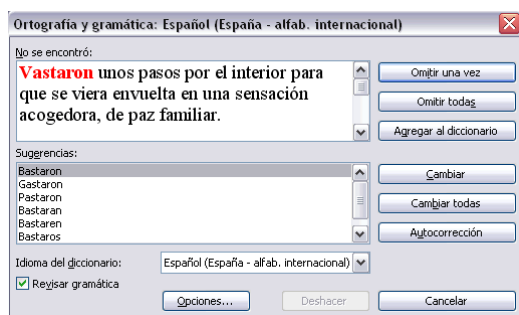 Ortografía y gramática: Español (España - alfab. internacional)
No se encontró:
Vastaron unos pasos por el interior para
que se viera envuelta en una sensación
acogedora, de paz familiar.
Omitir una vez
Omitir todas
Agregar al diccionario
Sugerencias:
Bastaron
Gastaron
Pastaron
Bastaran
Bastaren
Bastaros
Cambiar
Cambiar todas
Autocorrección
Idioma del diccionario:
Español (España - alfab. internacional)
Revisar gramática
Opciones...
Deshacer
Cancelar